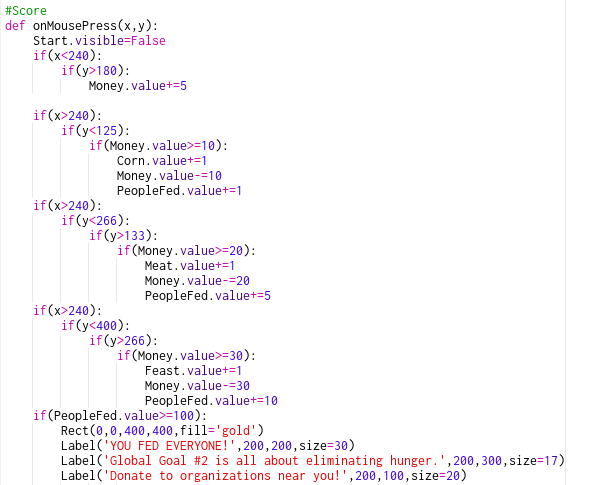 #Score
def onMousePress(x,y):
    Start.visible=False
    if(x<240):
        if(y>180):
            Money.value+=5

    if(x>240):
        if(y<125):
            if(Money.value>=10):
                Corn.value+=1
                Money.value-=10
                PeopleFed.value+=1
    if(x>240):
        if(y<266):
            if(y>133):
                if(Money.value>=20):
                    Meat.value+=1
                    Money.value-=20
                    PeopleFed.value+=5
    if(x>240):
        if(y<400):
            if(y>266):
                if(Money.value>=30):
                    Feast.value+=1
                    Money.value-=30
                    PeopleFed.value+=10
    if(PeopleFed.value>=100):
        Rect(0,0,400,400,fill='gold')
        Label('YOU FED EVERYONE!',200,200,size=30)
        Label('Global Goal #2 is all about eliminating hunger.',200,300,size=17)
        Label('Donate to organizations near you!',200,100,size=20)